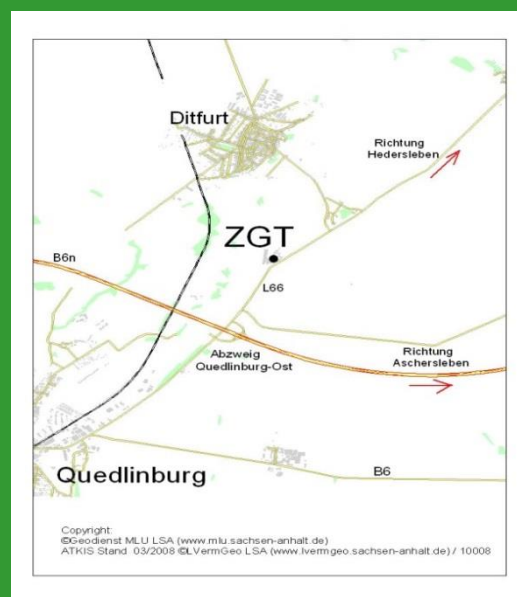 Ditfurt
Richtung
Hedersleben
ZGT
B6n
L66
Abzweig
Quedlinburg-Ost
Richtung
Aschersleben
Quedlinburg
B6
Copyright:
©Geodienst MLU LSA (www.mlu.sachsen-anhalt.de)
ATKIS Stand 03/2008 ©LVermGeo LSA (www.lvermgeo.sachsen-anhalt.de) / 10008